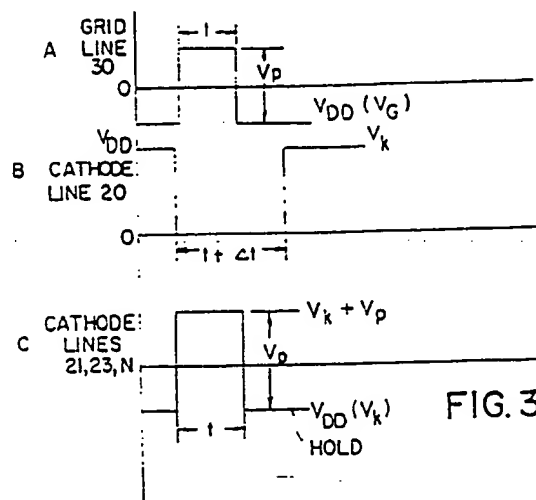 A GRID LINE 30
t
Vp
0
VDD (VG)
VDD
Vk
B CATHODE LINE 20
0
t + Δt
C CATHODE LINES 21,23,N
Vk + Vp
Vp
VDD (Vk)
HOLD
t
FIG. 3